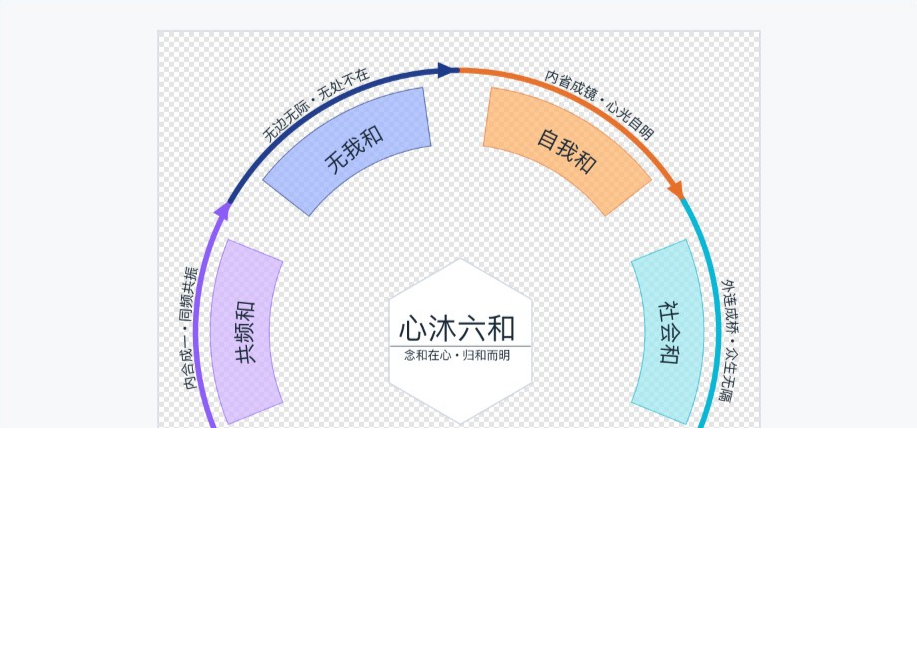 无边无际·无处不在
内省成镜·心光自明
无我和
自我和
内合成一·同频共振
共频和
心沐六和
念和在心·归和而明
社会和
外连成桥·众生无隔